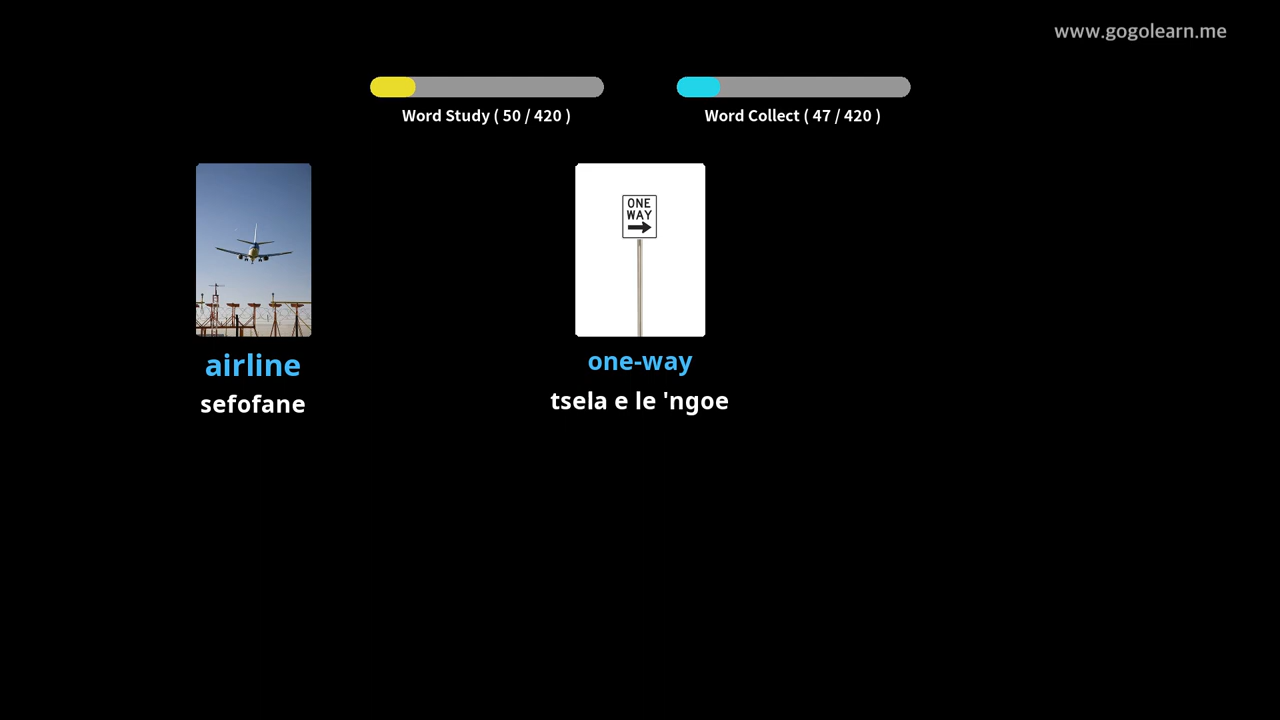 www.gogolearn.me
Word Study ( 50 / 420 )
Word Collect ( 47 / 420 )
ONE
WAY
airline
sefofane
one-way
tsela e le 'ngoe